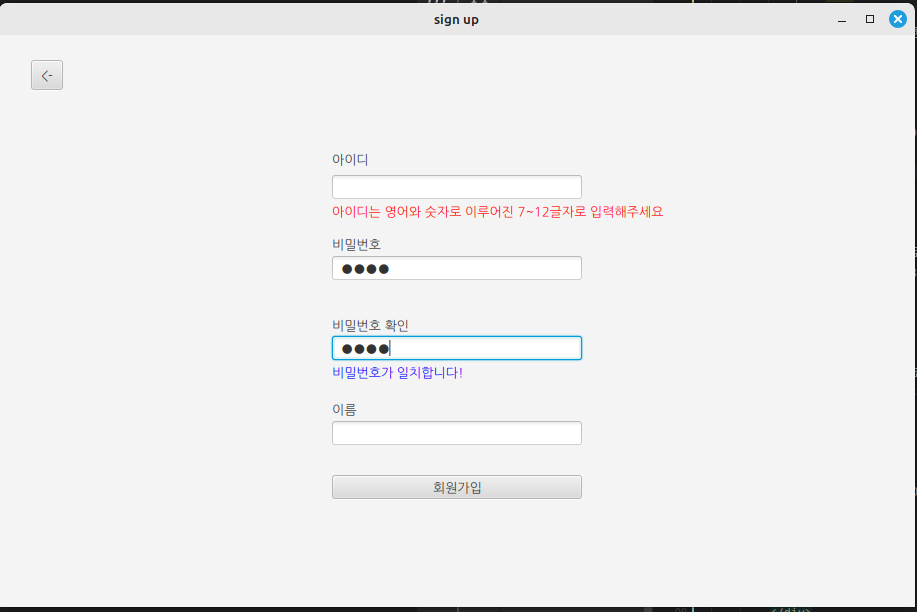 sign up
<-
아이디
아이디는 영어와 숫자로 이루어진 7~12글자로 입력해주세요
비밀번호
●●●●
비밀번호 확인
●●●●
비밀번호가 일치합니다!
이름
회원가입
</div>